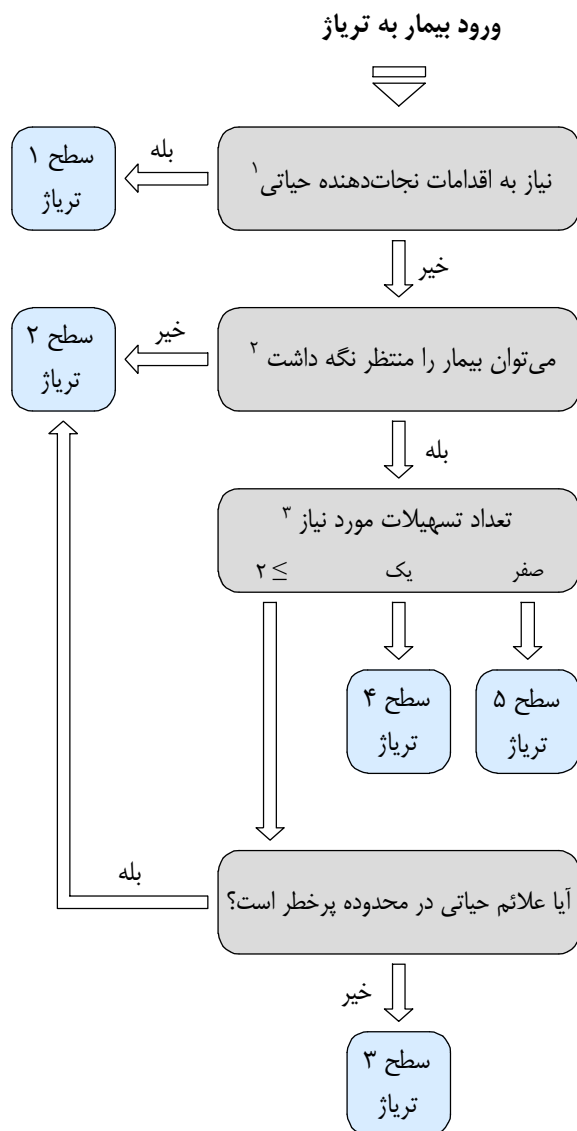 ورود بیمار به تریاژ
نیاز به اقدامات نجات‌دهنده حیاتی۱
بله
سطح ۱
تریاژ
خیر
می‌توان بیمار را منتظر نگه داشت ۲
خیر
سطح ۲
تریاژ
بله
تعداد تسهیلات مورد نیاز ۳
صفر
یک
۲ ≤
سطح ۵
تریاژ
سطح ۴
تریاژ
آیا علائم حیاتی در محدوده پرخطر است؟
بله
خیر
سطح ۳
تریاژ